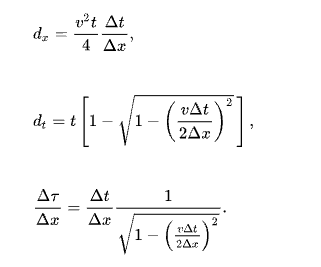 $d_x = \frac{v^2 t}{4} \frac{\Delta t}{\Delta x},$
$d_t = t \left[ 1 - \sqrt{1 - \left( \frac{v \Delta t}{2 \Delta x} \right)^2} \right],$
$\frac{\Delta \tau}{\Delta x} = \frac{\Delta t}{\Delta x} \frac{1}{\sqrt{1 - \left( \frac{v \Delta t}{2 \Delta x} \right)^2}}.$